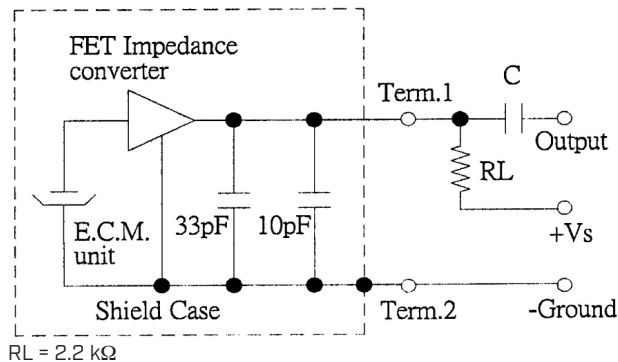 FET Impedance
converter
Term.1
C
Output
RL
+Vs
E.C.M.
unit
33pF
10pF
Shield Case
Term.2
-Ground
RL = 2.2 kΩ